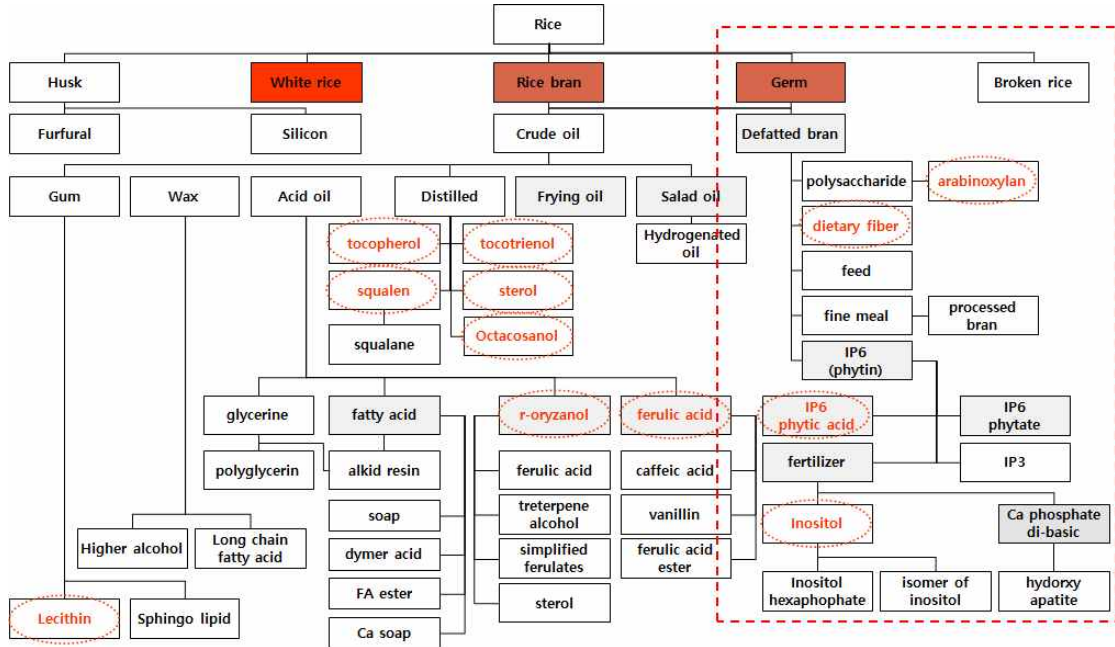 Rice
Husk
White rice
Rice bran
Germ
Broken rice
Furfural
Silicon
Crude oil
Defatted bran
Gum
Wax
Acid oil
Distilled
Frying oil
Salad oil
polysaccharide
arabinoxylan
Hydrogenated
oil
tocopherol
tocotrienol
dietary fiber
squalen
sterol
feed
squalane
Octacosanol
fine meal
processed
bran
IP6
(phytin)
glycerine
fatty acid
r-oryzanol
ferulic acid
IP6
phytic acid
IP6
phytate
polyglycerin
alkid resin
ferulic acid
caffeic acid
fertilizer
IP3
soap
treterpene
alcohol
vanillin
Inositol
Ca phosphate
di-basic
Higher alcohol
Long chain
fatty acid
dymer acid
simplified
ferulates
ferulic acid
ester
FA ester
sterol
Inositol
hexaphophate
isomer of
inositol
hydorxy
apatite
Lecithin
Sphingo lipid
Ca soap